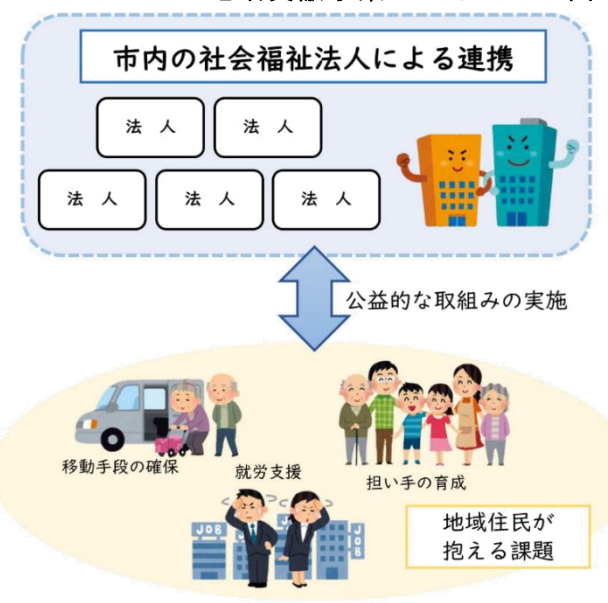 市内の社会福祉法人による連携
法 人
法 人
法 人
法 人
法 人
公益的な取組みの実施
移動手段の確保
就労支援
担い手の育成
JOB
JOB
JOB
地域住民が
抱える課題